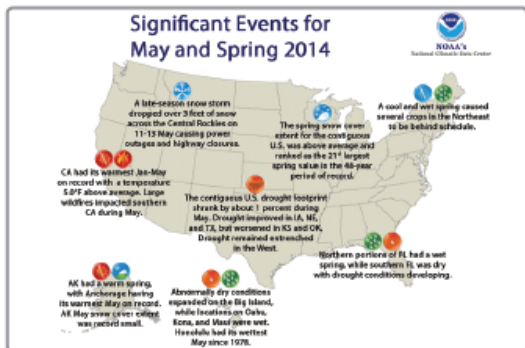 Significant Events for
May and Spring 2014
NOAA's
National Climatic Data Center
A late-season snow storm
dropped over 3 feet of snow
across the Central Rockies on
11-13 May causing power
outages and highway closures.
The spring snow cover
extent for the contiguous
U.S. was above average and
ranked as the 21st largest
spring value in the 48-year
period of record.
A cool and wet spring caused
several crops in the Northeast
to be behind schedule.
CA had its warmest Jan-May
on record with a temperature
5.0°F above average. Large
wildfires impacted southern
CA during May.
The contiguous U.S. drought footprint
shrank by about 1 percent during
May. Drought improved in IA, NE,
and TX, but worsened in KS and OK.
Drought remained entrenched
in the West.
Northern portions of FL had a wet
spring, while southern FL was dry
with drought conditions developing.
AK had a warm spring,
with Anchorage having
its warmest May on record.
AK May snow cover extent
was record small.
Abnormally dry conditions
expanded on the Big Island,
while locations on Oahu,
Kona, and Maui were wet.
Honolulu had its wettest
May since 1978.